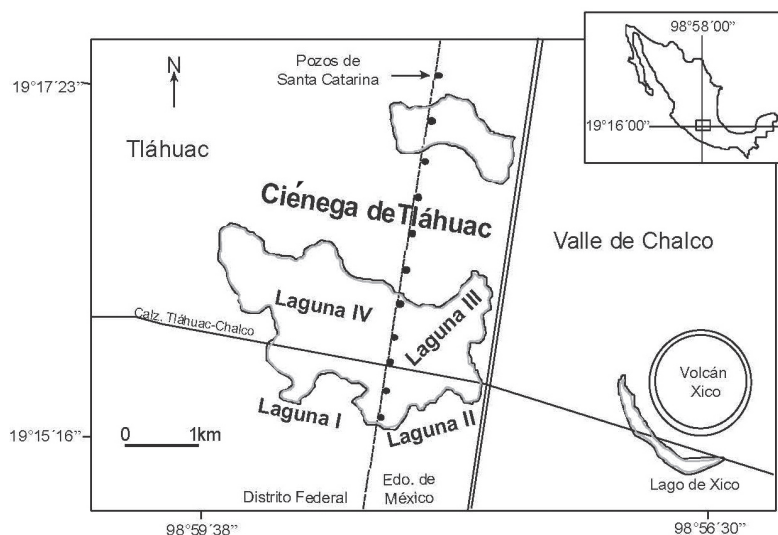 98°58´00”
19°16´00”
N
Pozos de
Santa Catarina
19°17´23”
Tláhuac
Ciénega de Tláhuac
Valle de Chalco
Laguna IV
Laguna III
Calz. Tláhuac-Chalco
Volcán
Xico
Laguna I
Laguna II
19°15´16”
0 1km
Lago de Xico
Distrito Federal
Edo. de
México
98°59´38”
98°56´30”